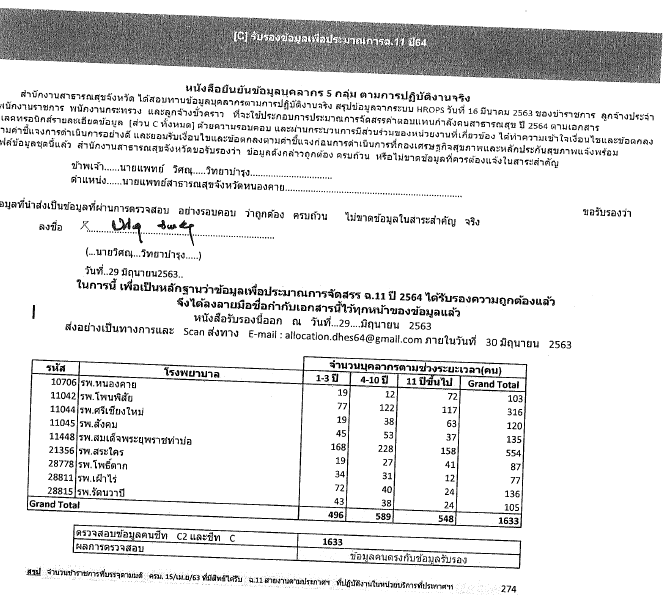 [C] รับรองข้อมูลเพื่อประมาณการฉ.11 ปี64
หนังสือยืนยันข้อมูลบุคลากร 5 กลุ่ม ตามการปฏิบัติงานจริง
สำนักงานสาธารณสุขจังหวัด ได้สอบทานข้อมูลบุคลากรตามการปฏิบัติงานจริง สรุปข้อมูลจากระบบ HROPS วันที่ 16 มีนาคม 2563 ของข้าราชการ ลูกจ้างประจำ
พนักงานราชการ พนักงานกระทรวง และลูกจ้างชั่วคราว ที่จะใช้ประกอบการประมาณการจัดสรรค่าตอบแทนกำลังคนสาธารณสุข ปี 2564 ตามเอกสาร
เลคทรอนิกส์รายละเอียดข้อมูล [ส่วน C ทั้งหมด] ด้วยความรอบคอบ และผ่านกระบวนการมีส่วนร่วมของหน่วยงานที่เกี่ยวข้อง ได้ทำความเข้าใจเงื่อนไขและข้อตกลง
ามคำชี้แจงการดำเนินการอย่างดี และยอมรับเงื่อนไขและข้อตกลงตามคำชี้แจงก่อนการดำเนินการที่กองเศรษฐกิจสุขภาพและหลักประกันสุขภาพแจ้งพร้อม
ฟล์ข้อมูลชุดนี้แล้ว สำนักงานสาธารณสุขจังหวัดขอรับรองว่า ข้อมูลดังกล่าวถูกต้อง ครบถ้วน หรือไม่ขาดข้อมูลที่ควรต้องแจ้งในสาระสำคัญ
ข้าพเจ้า......นายแพทย์ วิศณุ.....วิทยาบำรุง..........................
ตำแหน่ง......นายแพทย์สาธารณสุขจังหวัดหนองคาย..........................................
ขอรับรองว่า
อมูลที่นำส่งเป็นข้อมูลที่ผ่านการตรวจสอบ อย่างรอบคอบ ว่าถูกต้อง ครบถ้วน ไม่ขาดข้อมูลในสาระสำคัญ จริง
ลงชื่อ
(...นายวิศณุ...วิทยาบำรุง.....)
วันที่..29 มิถุนายน2563..
ในการนี้ เพื่อเป็นหลักฐานว่าข้อมูลเพื่อประมาณการจัดสรร ฉ.11 ปี 2564 ได้รับรองความถูกต้องแล้ว
จึงได้ลงลายมือชื่อกำกับเอกสารนี้ไว้ทุกหน้าของข้อมูลแล้ว
หนังสือรับรองนี้ออก ณ วันที่...29....มิถุนายน 2563
ส่งอย่างเป็นทางการและ Scan ส่งทาง E-mail : allocation.dhes64@gmail.com ภายในวันที่ 30 มิถุนายน 2563
รหัส โรงพยาบาล จำนวนบุคลากรตามช่วงระยะเวลา(คน)
1-3 ปี 4-10 ปี 11 ปีขึ้นไป Grand Total
10706 รพ.หนองคาย 19 12 72 103
11042 รพ.โพนพิสัย 77 122 117 316
11044 รพ.ศรีเชียงใหม่ 19 38 63 120
11045 รพ.สังคม 45 53 37 135
11448 รพ.สมเด็จพระยุพราชท่าบ่อ 168 228 158 554
21356 รพ.สระใคร 19 27 41 87
28778 รพ.โพธิ์ตาก 34 31 12 77
28811 รพ.เฝ้าไร่ 72 40 24 136
28815 รพ.รัตนวาปี 43 38 24 105
Grand Total 496 589 548 1633
ตรวจสอบข้อมูลคนชีท C2 และชีท C 1633
ผลการตรวจสอบ ข้อมูลคนตรงกับข้อมูลรับรอง
สรุป จำนวนข้าราชการที่บรรจุตามมติ ครม. 15/เม.ย/63 ที่มีสิทธิ์ได้รับ ฉ.11 สายงานตามประกาศฯ ที่ปฏิบัติงานในหน่วยบริการที่ประกาศฯ 274